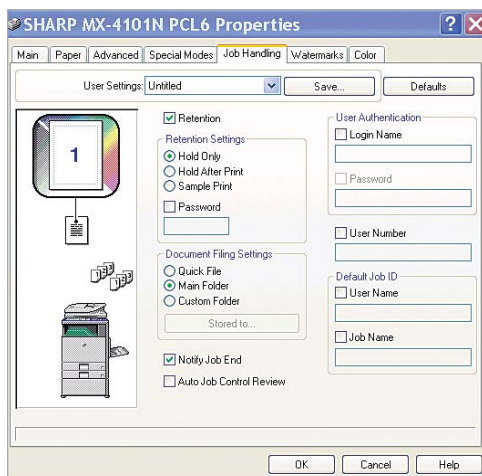 SHARP MX-4101N PCL6 Properties
Main Paper Advanced Special Modes Job Handling Watermarks Color
User Settings: Untitled Save... Defaults
1
Retention
Retention Settings
Hold Only
Hold After Print
Sample Print
Password
Document Filing Settings
Quick File
Main Folder
Custom Folder
Stored to...
Notify Job End
Auto Job Control Review
User Authentication
Login Name
Password
User Number
Default Job ID
User Name
Job Name
OK Cancel Help